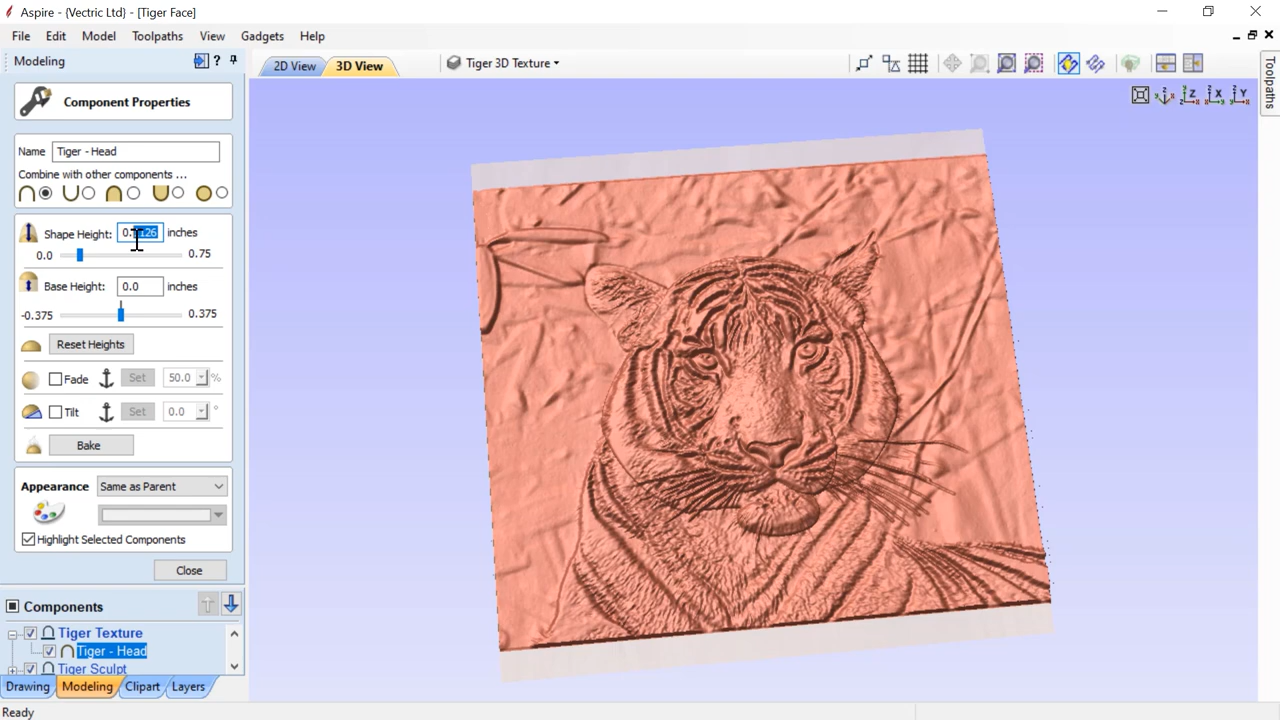 Aspire - {Vectric Ltd} - [Tiger Face]
File Edit Model Toolpaths View Gadgets Help
Modeling
2D View 3D View Tiger 3D Texture
Toolpaths
Component Properties
Name Tiger - Head
Combine with other components ...
Shape Height: inches
0.0 0.75
Base Height: 0.0 inches
-0.375 0.375
Reset Heights
Fade Set 50.0 %
Tilt Set 0.0 °
Bake
Appearance Same as Parent
Highlight Selected Components
Close
Components
Tiger Texture
Tiger - Head
Tiger Sculpt
Drawing Modeling Clipart Layers
Ready